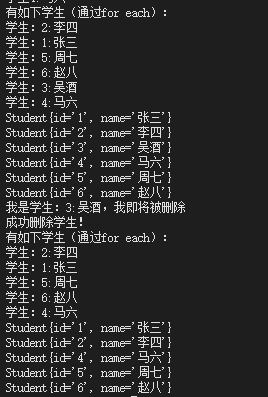 有如下学生（通过for each）：
学生：2:李四
学生：1:张三
学生：5:周七
学生：6:赵八
学生：3:吴酒
学生：4:马六
Student{id='1', name='张三'}
Student{id='2', name='李四'}
Student{id='3', name='吴酒'}
Student{id='4', name='马六'}
Student{id='5', name='周七'}
Student{id='6', name='赵八'}
我是学生：3:吴酒，我即将被删除
成功删除学生！
有如下学生（通过for each）：
学生：2:李四
学生：1:张三
学生：5:周七
学生：6:赵八
学生：4:马六
Student{id='1', name='张三'}
Student{id='2', name='李四'}
Student{id='4', name='马六'}
Student{id='5', name='周七'}
Student{id='6', name='赵八'}